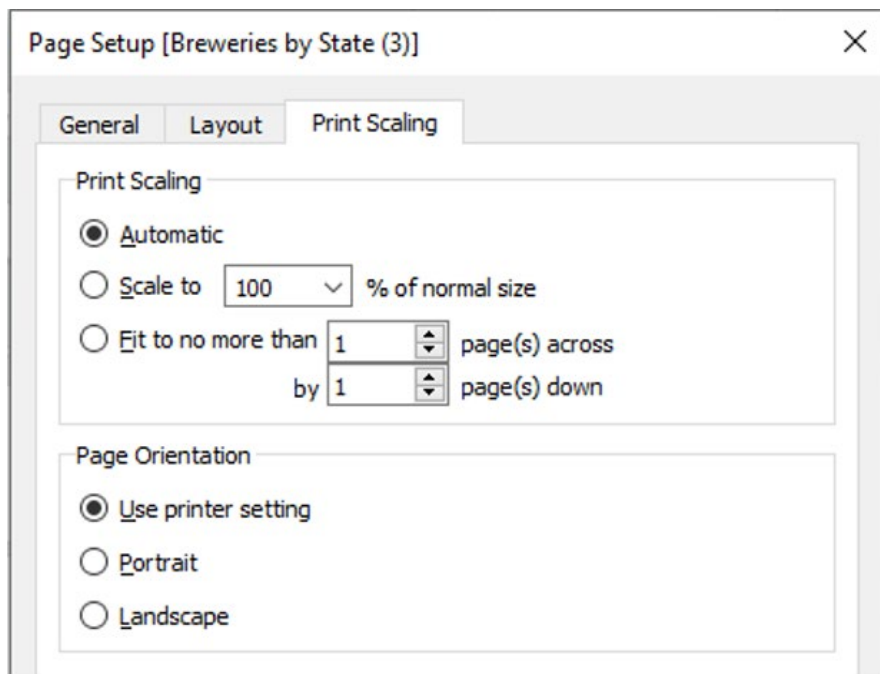 Page Setup [Breweries by State (3)]
General Layout Print Scaling
Print Scaling
Automatic
Scale to 100 % of normal size
Fit to no more than 1 page(s) across
by 1 page(s) down
Page Orientation
Use printer setting
Portrait
Landscape